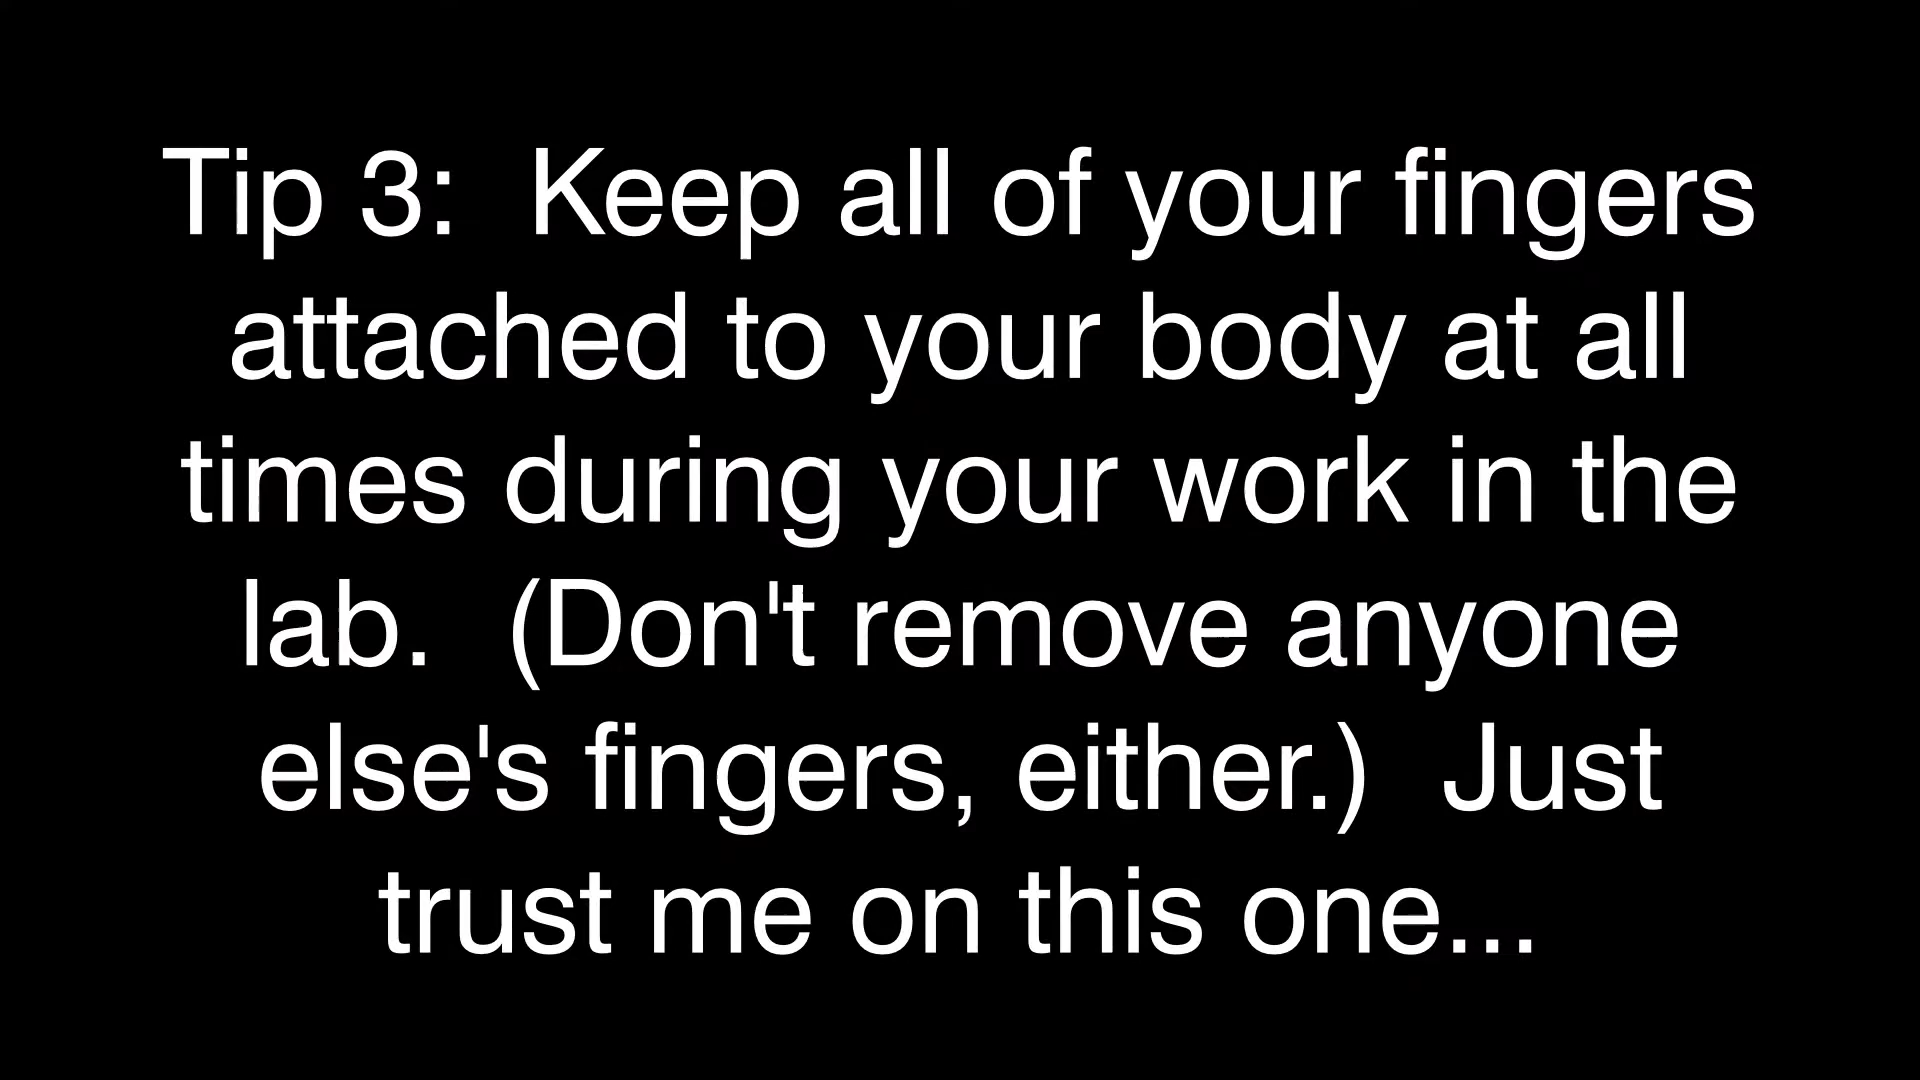 Tip 3:  Keep all of your fingers
attached to your body at all
times during your work in the
lab.  (Don't remove anyone
else's fingers, either.)  Just
trust me on this one...